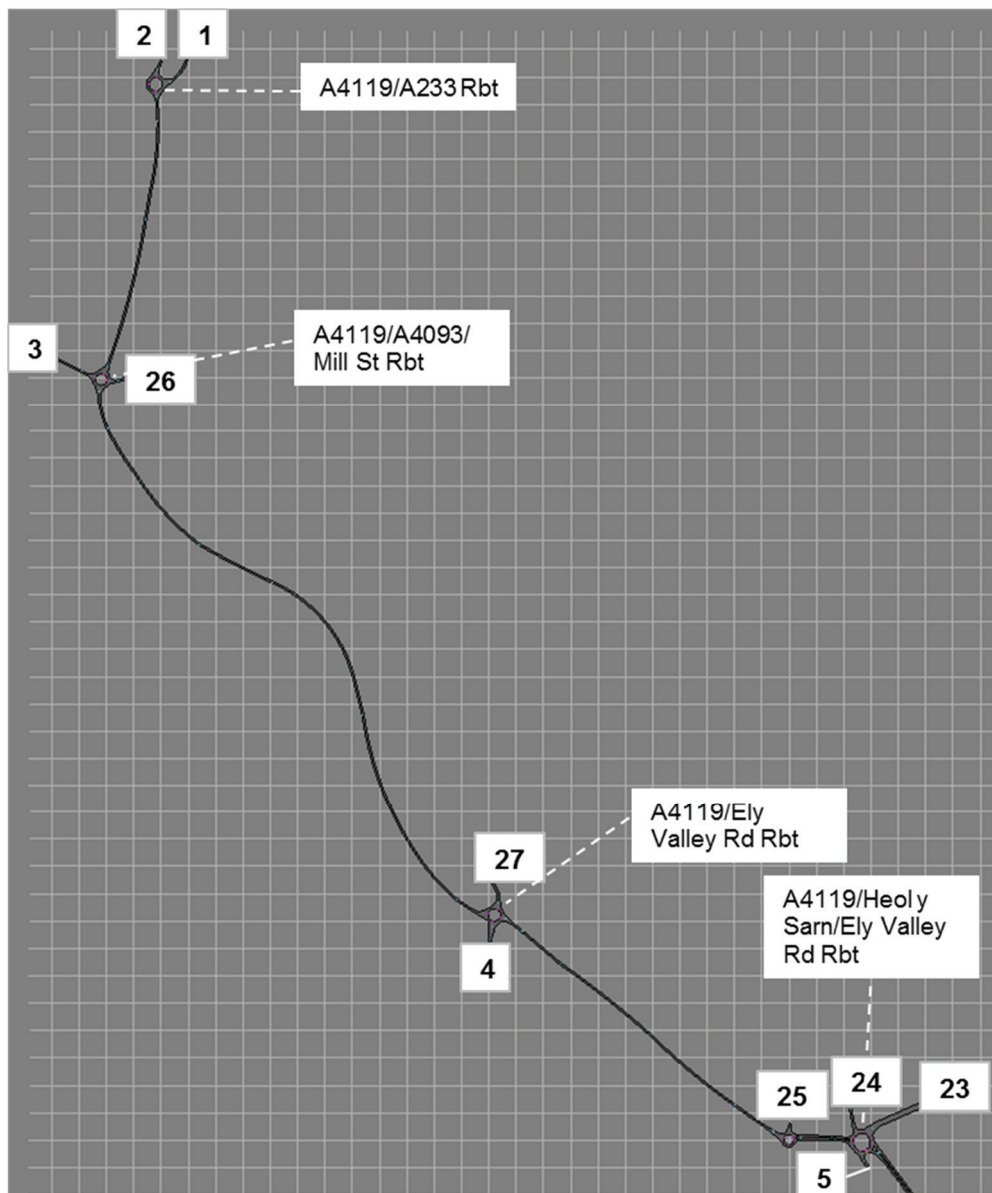 2 1
A4119/A233 Rbt
A4119/A4093/
Mill St Rbt
3
26
A4119/Ely
Valley Rd Rbt
27
A4119/Heoly
Sarn/Ely Valley
Rd Rbt
4
25
24
23
5